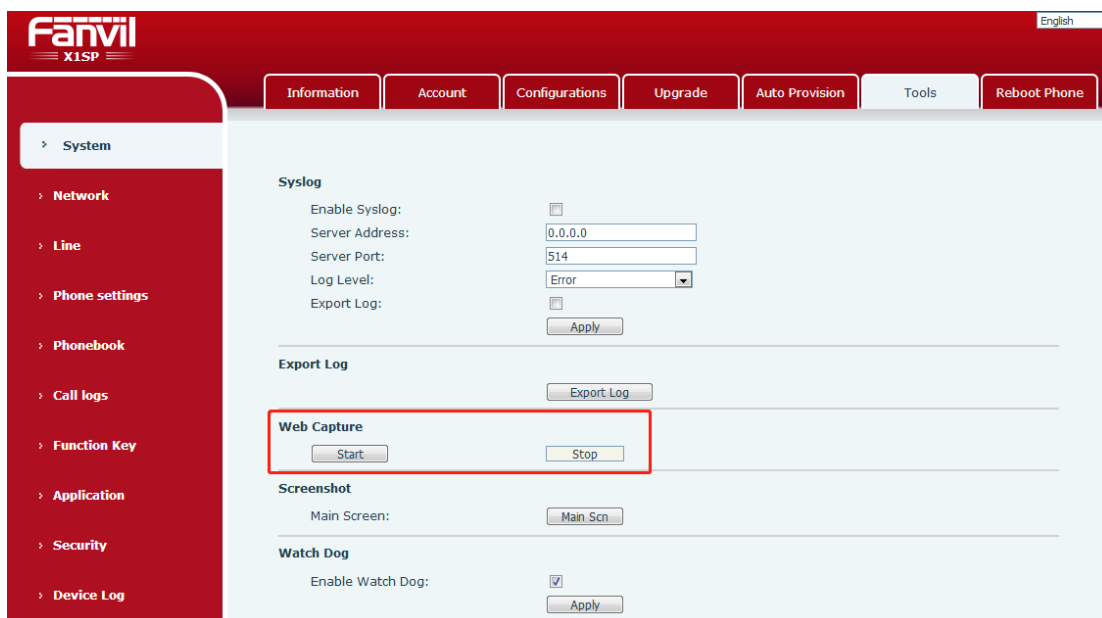 English
Fanvil
X1SP
Information Account Configurations Upgrade Auto Provision Tools Reboot Phone
› System
› Network
› Line
› Phone settings
› Phonebook
› Call logs
› Function Key
› Application
› Security
› Device Log
Syslog
Enable Syslog:
Server Address: 0.0.0.0
Server Port: 514
Log Level: Error
Export Log:
Apply
Export Log
Export Log
Web Capture
Start Stop
Screenshot
Main Screen: Main Scn
Watch Dog
Enable Watch Dog:
Apply